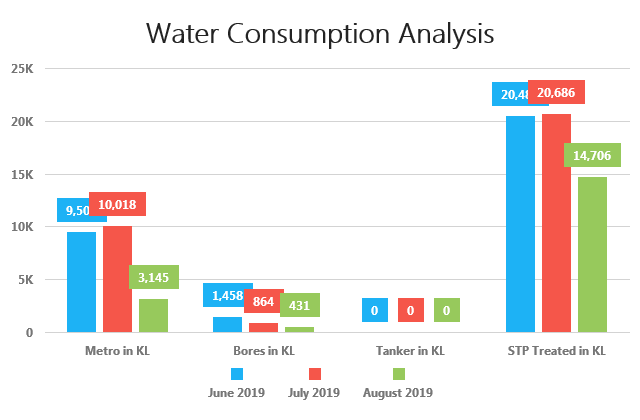 Water Consumption Analysis
25K
20K
15K
10K
5K
0
10,018
3,145
1,458
864
431
0
0
0
20,686
14,706
Metro in KL
Bores in KL
Tanker in KL
STP Treated in KL
June 2019
July 2019
August 2019